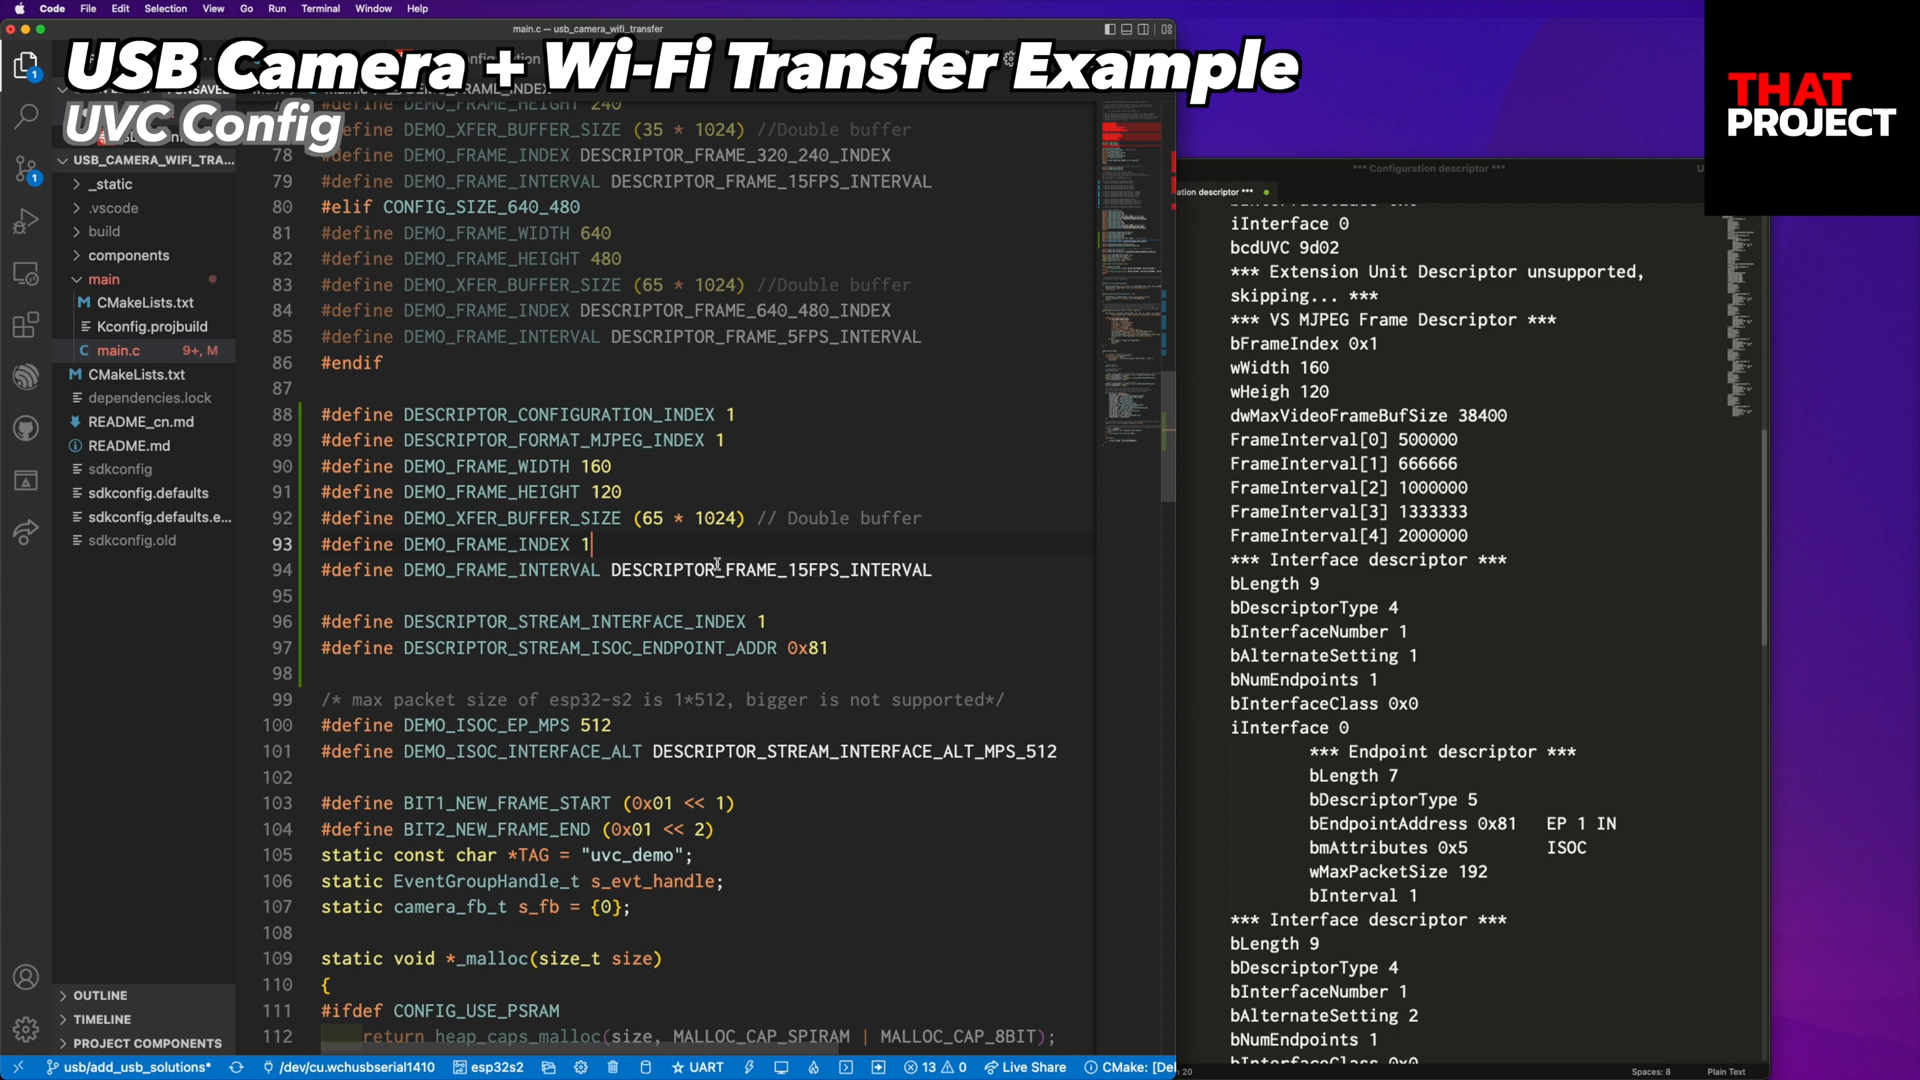 Code File Edit Selection View Go Run Terminal Window Help
main.c — usb_camera_wifi_transfer
USB Camera + Wi-Fi Transfer Example
UVC Config
THAT
PROJECT
USB_CAMERA_WIFI_TRA...
_static
.vscode
build
components
main
CMakeLists.txt
Kconfig.projbuild
C main.c 9+, M
CMakeLists.txt
dependencies.lock
README_cn.md
README.md
sdkconfig
sdkconfig.defaults
sdkconfig.defaults.e...
sdkconfig.old
OUTLINE
TIMELINE
PROJECT COMPONENTS
#define DEMO_FRAME_HEIGHT 240
#define DEMO_XFER_BUFFER_SIZE (35 * 1024) //Double buffer
78 #define DEMO_FRAME_INDEX DESCRIPTOR_FRAME_320_240_INDEX
79 #define DEMO_FRAME_INTERVAL DESCRIPTOR_FRAME_15FPS_INTERVAL
80 #elif CONFIG_SIZE_640_480
81 #define DEMO_FRAME_WIDTH 640
82 #define DEMO_FRAME_HEIGHT 480
83 #define DEMO_XFER_BUFFER_SIZE (65 * 1024) //Double buffer
84 #define DEMO_FRAME_INDEX DESCRIPTOR_FRAME_640_480_INDEX
85 #define DEMO_FRAME_INTERVAL DESCRIPTOR_FRAME_5FPS_INTERVAL
86 #endif
87
88 #define DESCRIPTOR_CONFIGURATION_INDEX 1
89 #define DESCRIPTOR_FORMAT_MJPEG_INDEX 1
90 #define DEMO_FRAME_WIDTH 160
91 #define DEMO_FRAME_HEIGHT 120
92 #define DEMO_XFER_BUFFER_SIZE (65 * 1024) // Double buffer
93 #define DEMO_FRAME_INDEX 1
94 #define DEMO_FRAME_INTERVAL DESCRIPTOR_FRAME_15FPS_INTERVAL
95
96 #define DESCRIPTOR_STREAM_INTERFACE_INDEX 1
97 #define DESCRIPTOR_STREAM_ISOC_ENDPOINT_ADDR 0x81
98
99 /* max packet size of esp32-s2 is 1*512, bigger is not supported*/
100 #define DEMO_ISOC_EP_MPS 512
101 #define DEMO_ISOC_INTERFACE_ALT DESCRIPTOR_STREAM_INTERFACE_ALT_MPS_512
102
103 #define BIT1_NEW_FRAME_START (0x01 << 1)
104 #define BIT2_NEW_FRAME_END (0x01 << 2)
105 static const char *TAG = "uvc_demo";
106 static EventGroupHandle_t s_evt_handle;
107 static camera_fb_t s_fb = {0};
108
109 static void *_malloc(size_t size)
110 {
111 #ifdef CONFIG_USE_PSRAM
112 return heap_caps_malloc(size, MALLOC_CAP_SPIRAM | MALLOC_CAP_8BIT);
*** Configuration descriptor ***
ation descriptor ***
iInterface 0
bcdUVC 9d02
*** Extension Unit Descriptor unsupported,
skipping... ***
*** VS MJPEG Frame Descriptor ***
bFrameIndex 0x1
wWidth 160
wHeigh 120
dwMaxVideoFrameBufSize 38400
FrameInterval[0] 500000
FrameInterval[1] 666666
FrameInterval[2] 1000000
FrameInterval[3] 1333333
FrameInterval[4] 2000000
*** Interface descriptor ***
bLength 9
bDescriptorType 4
bInterfaceNumber 1
bAlternateSetting 1
bNumEndpoints 1
bInterfaceClass 0x0
iInterface 0
*** Endpoint descriptor ***
bLength 7
bDescriptorType 5
bEndpointAddress 0x81 EP 1 IN
bmAttributes 0x5 ISOC
wMaxPacketSize 192
bInterval 1
*** Interface descriptor ***
bLength 9
bDescriptorType 4
bInterfaceNumber 1
bAlternateSetting 2
bNumEndpoints 1
bInterfaceClass 0x0
usb/add_usb_solutions* /dev/cu.wchusbserial1410 esp32s2 UART 13 0 Live Share CMake: [Del
20 Spaces: 8 Plain Text